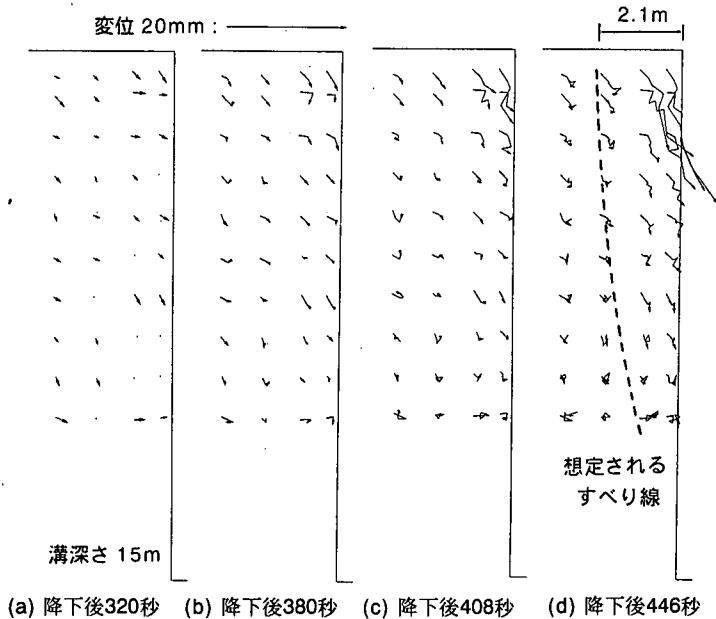 変位 20mm :
2.1m
想定される
すべり線
溝深さ 15m
(a) 降下後320秒
(b) 降下後380秒
(c) 降下後408秒
(d) 降下後446秒